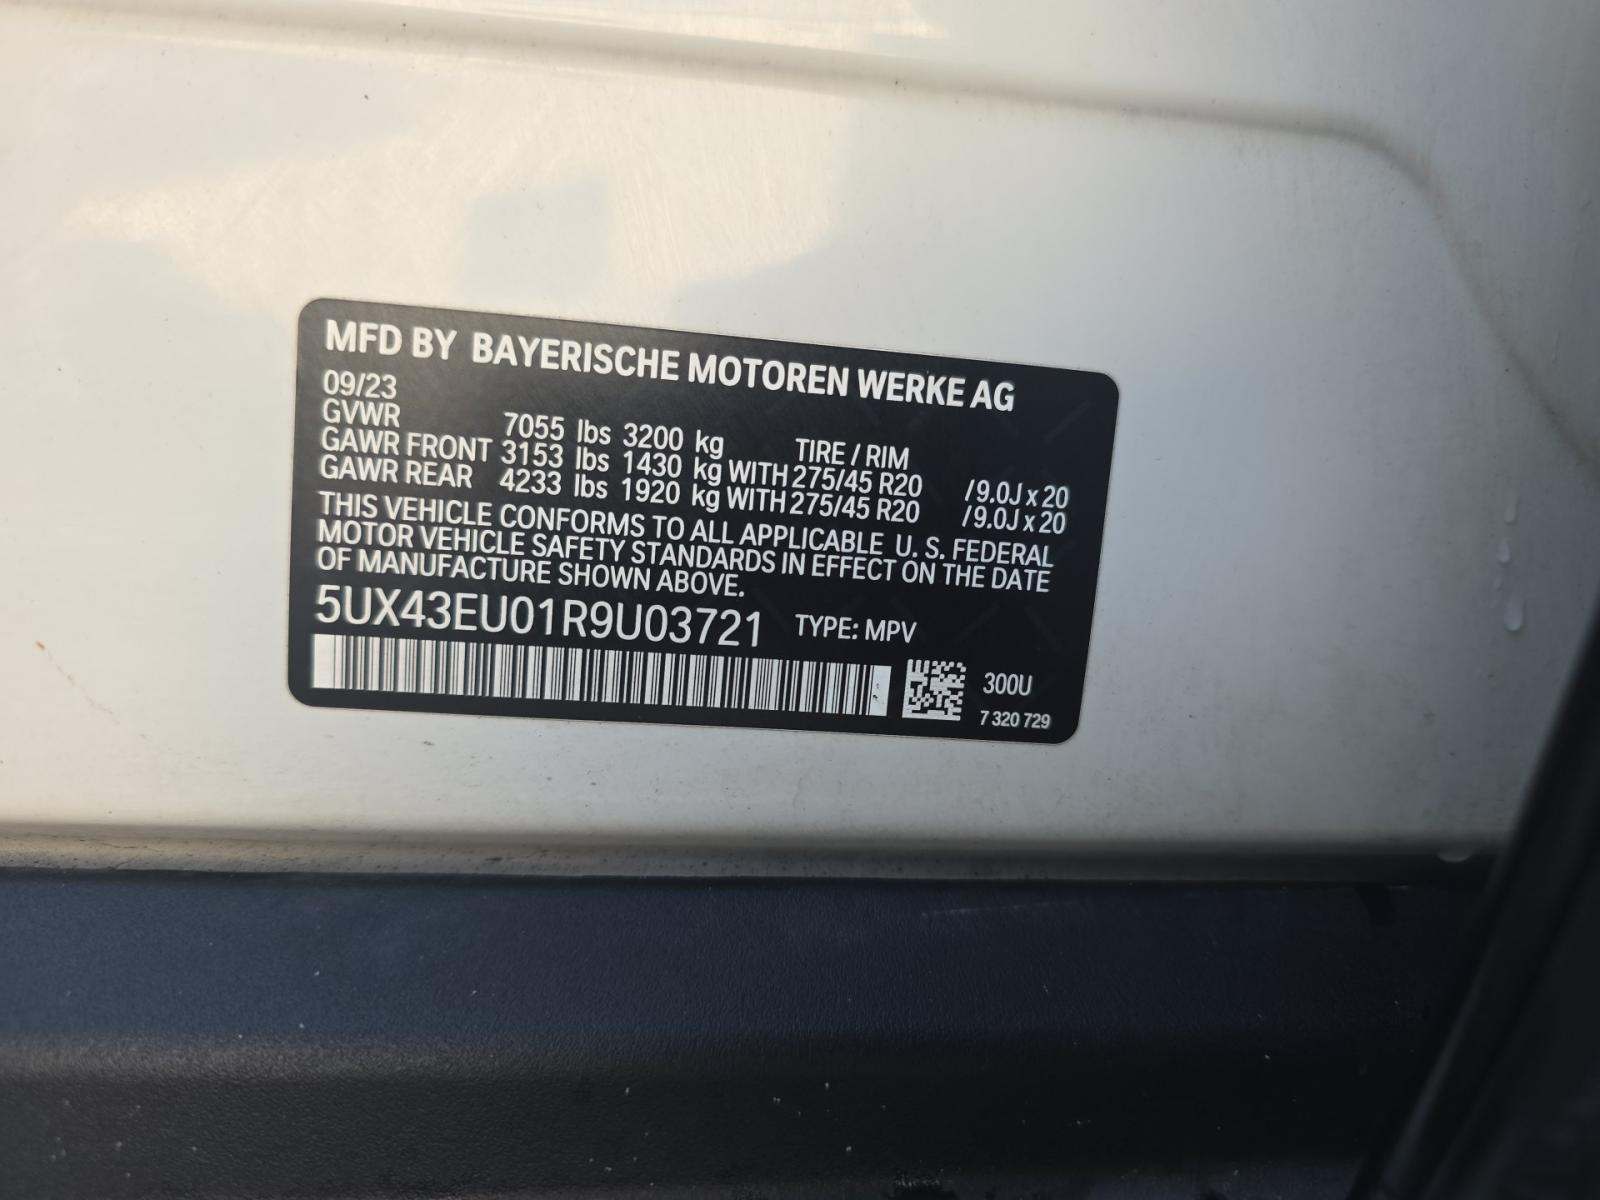 MFD BY BAYERISCHE MOTOREN WERKE AG
09/23
GVWR 7055 lbs 3200 kg TIRE / RIM
GAWR FRONT 3153 lbs 1430 kg WITH 275/45 R20 /9.0J x 20
GAWR REAR 4233 lbs 1920 kg WITH 275/45 R20 /9.0J x 20
THIS VEHICLE CONFORMS TO ALL APPLICABLE U. S. FEDERAL
MOTOR VEHICLE SAFETY STANDARDS IN EFFECT ON THE DATE
OF MANUFACTURE SHOWN ABOVE.
5UX43EU01R9U03721 TYPE: MPV
300U
7 320 729